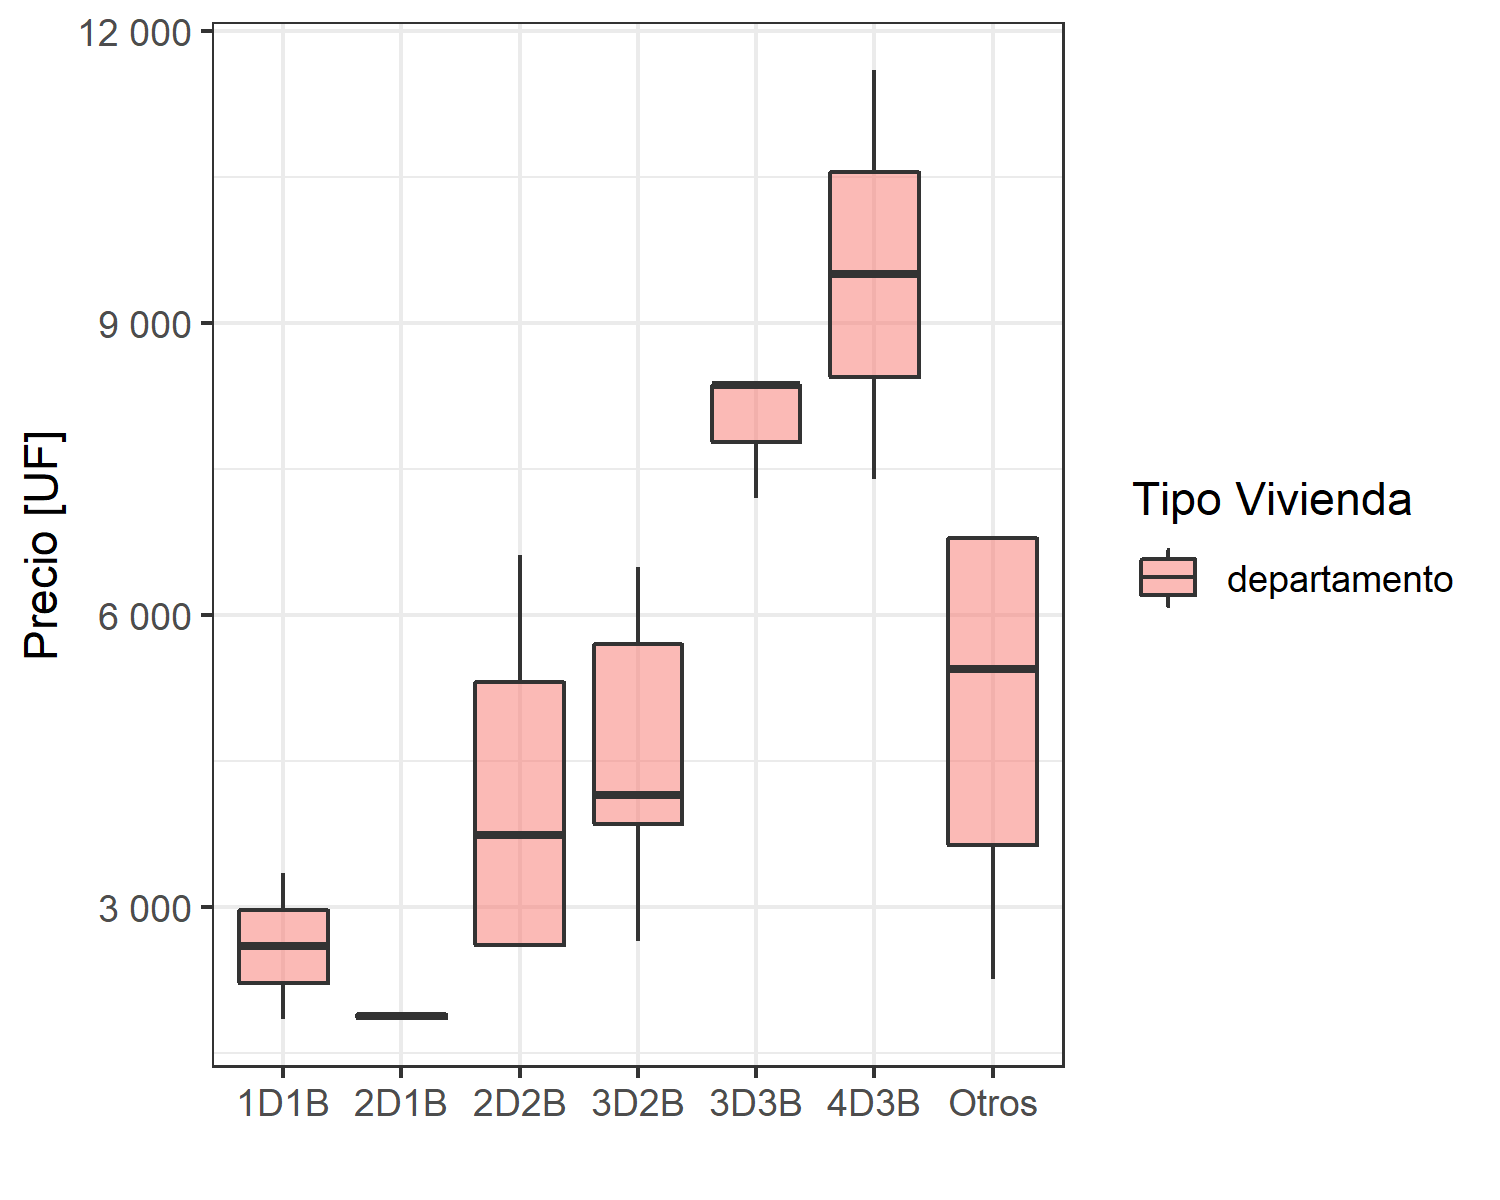 12 000
9 000
6 000
3 000
Precio [UF]
1D1B 2D1B 2D2B 3D2B 3D3B 4D3B Otros
Tipo Vivienda
departamento